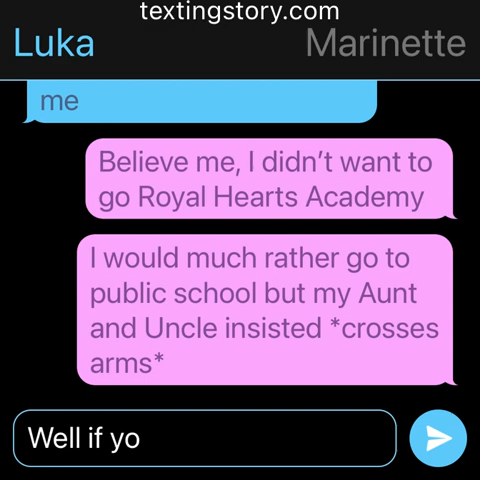 textingstory.com
Luka Marinette
me
Believe me, I didn’t want to
go Royal Hearts Academy
I would much rather go to
public school but my Aunt
and Uncle insisted *crosses
arms*
Well if yo